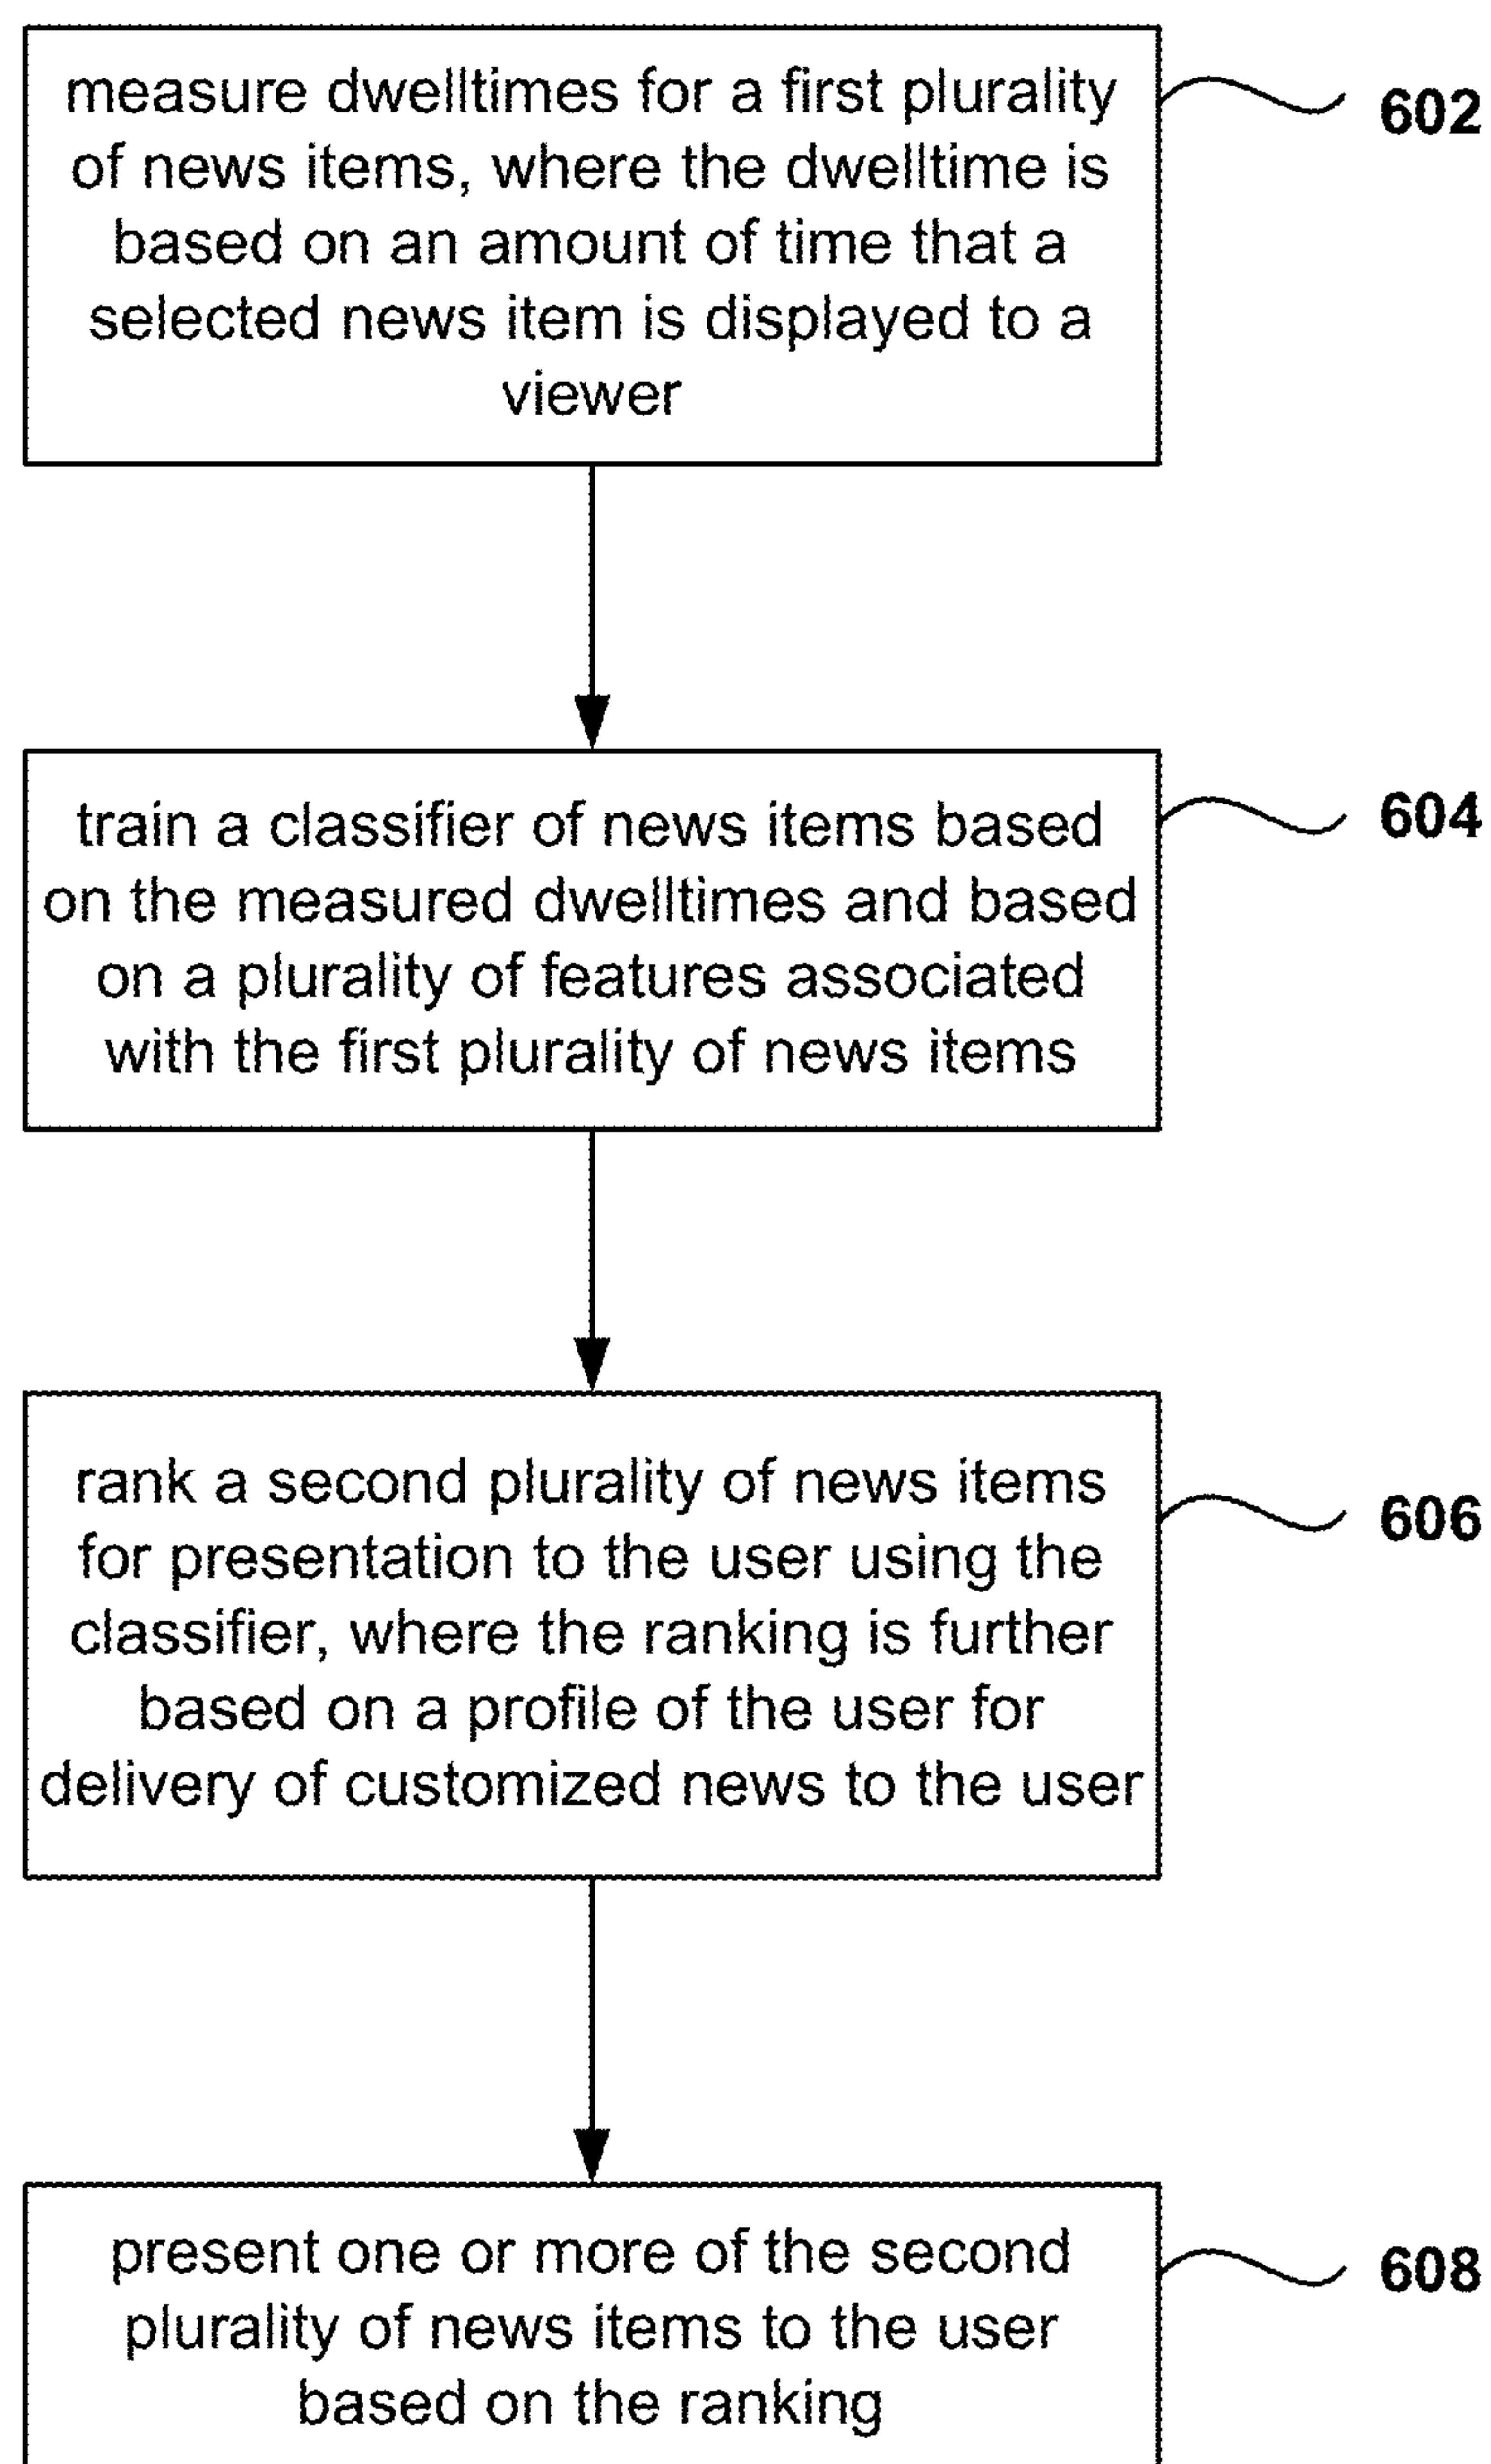 measure dwelltimes for a first plurality
of news items, where the dwelltime is
based on an amount of time that a
selected news item is displayed to a
viewer
602
train a classifier of news items based
on the measured dwelltimes and based
on a plurality of features associated
with the first plurality of news items
604
rank a second plurality of news items
for presentation to the user using the
classifier, where the ranking is further
based on a profile of the user for
delivery of customized news to the user
606
present one or more of the second
plurality of news items to the user
based on the ranking
608